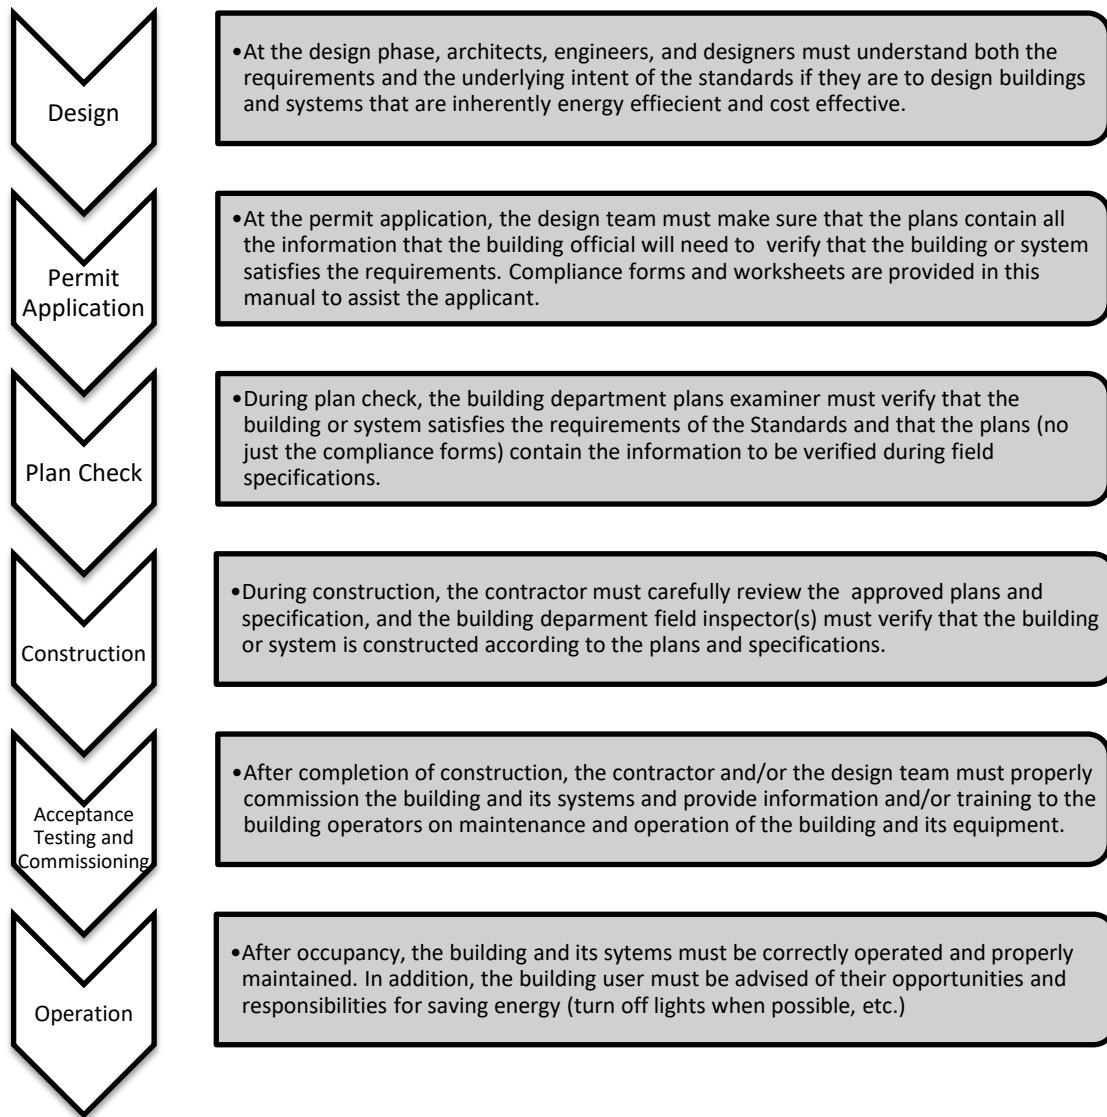 Design
•At the design phase, architects, engineers, and designers must understand both the
requirements and the underlying intent of the standards if they are to design buildings
and systems that are inherently energy effiecient and cost effective.
Permit
Application
•At the permit application, the design team must make sure that the plans contain all
the information that the building official will need to  verify that the building or system
satisfies the requirements. Compliance forms and worksheets are provided in this
manual to assist the applicant.
Plan Check
•During plan check, the building department plans examiner must verify that the
building or system satisfies the requirements of the Standards and that the plans (no
just the compliance forms) contain the information to be verified during field
specifications.
Construction
•During construction, the contractor must carefully review the  approved plans and
specification, and the building deparment field inspector(s) must verify that the building
or system is constructed according to the plans and specifications.
Acceptance
Testing and
Commissioning
•After completion of construction, the contractor and/or the design team must properly
commission the building and its systems and provide information and/or training to the
building operators on maintenance and operation of the building and its equipment.
Operation
•After occupancy, the building and its sytems must be correctly operated and properly
maintained. In addition, the building user must be advised of their opportunities and
responsibilities for saving energy (turn off lights when possible, etc.)